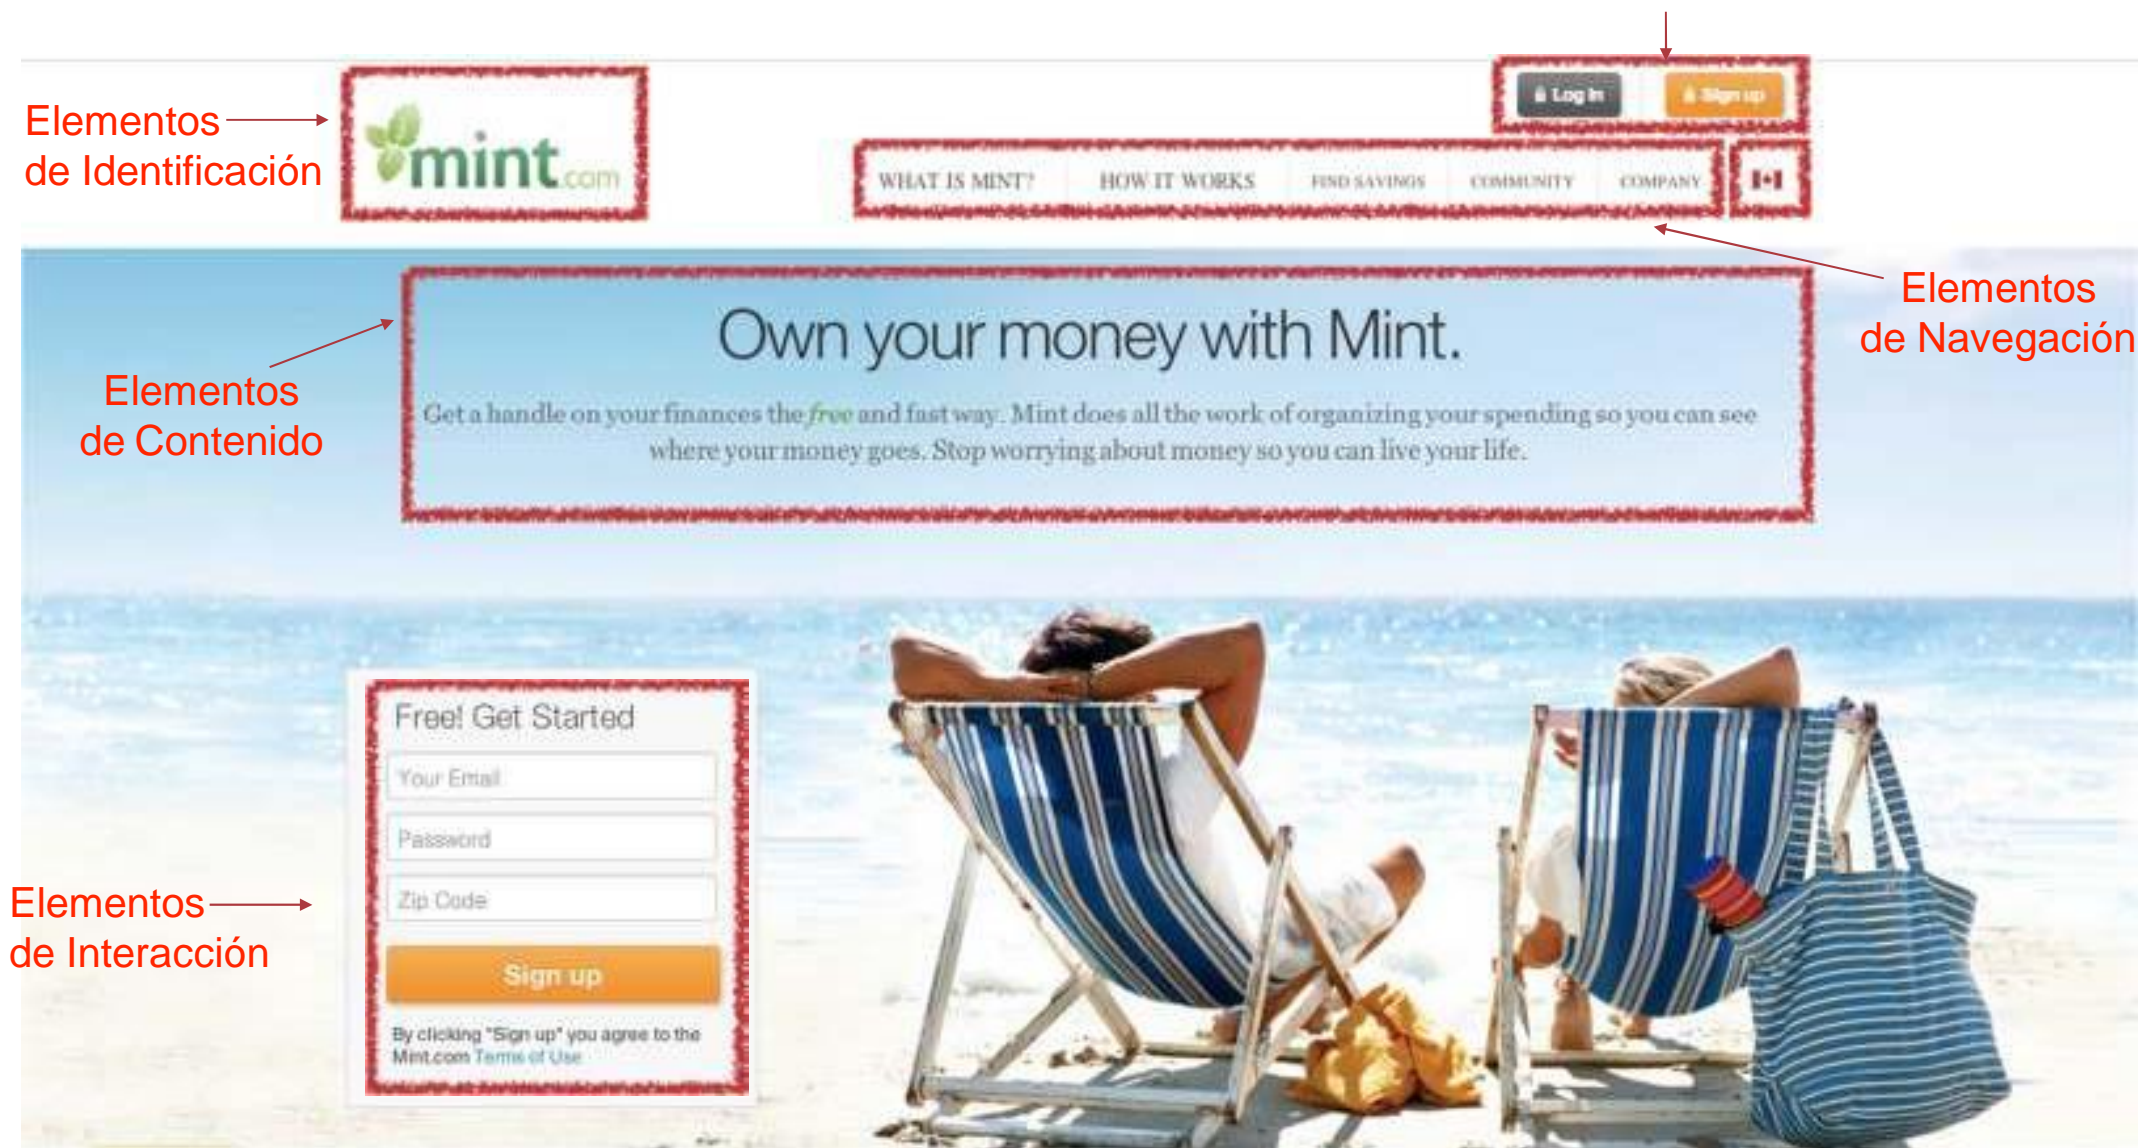 Log In
Sign up
Elementos
de Identificación
mint.com
WHAT IS MINT?
HOW IT WORKS
FIND SAVINGS
COMMUNITY
COMPANY
Elementos
de Navegación
Own your money with Mint.
Elementos
de Contenido
Get a handle on your finances the free and fast way. Mint does all the work of organizing your spending so you can see
where your money goes. Stop worrying about money so you can live your life.
Free! Get Started
Your Email
Password
Zip Code
Elementos
de Interacción
Sign up
By clicking "Sign up" you agree to the
Mint.com Terms of Use